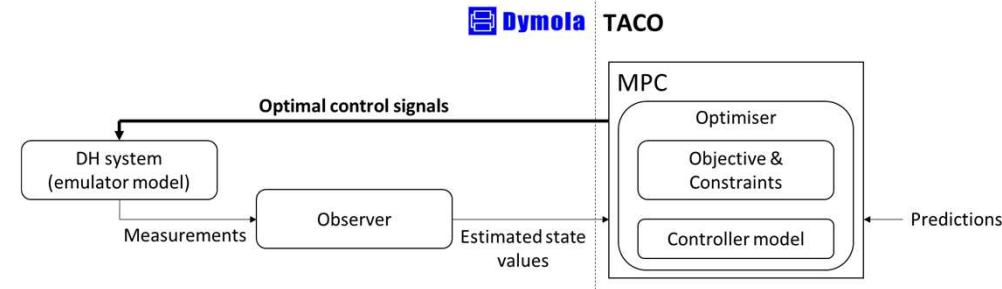 Dymola TACO
MPC
Optimal control signals
Optimiser
DH system
(emulator model)
Objective &
Constraints
Observer
Measurements
Estimated state
values
Controller model
Predictions